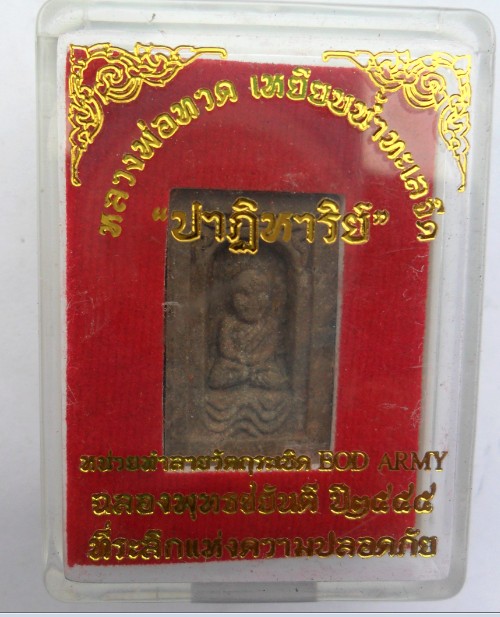 หลวงพ่อทวด เหยียบน้ำทะเลจืด
"ปาฏิหาริย์"
หน่วยทำลายวัตถุระเบิด EOD ARMY
ฉลองพุทธชยันตี ปี๒๕๕๕
ที่ระลึกแห่งความปลอดภัย